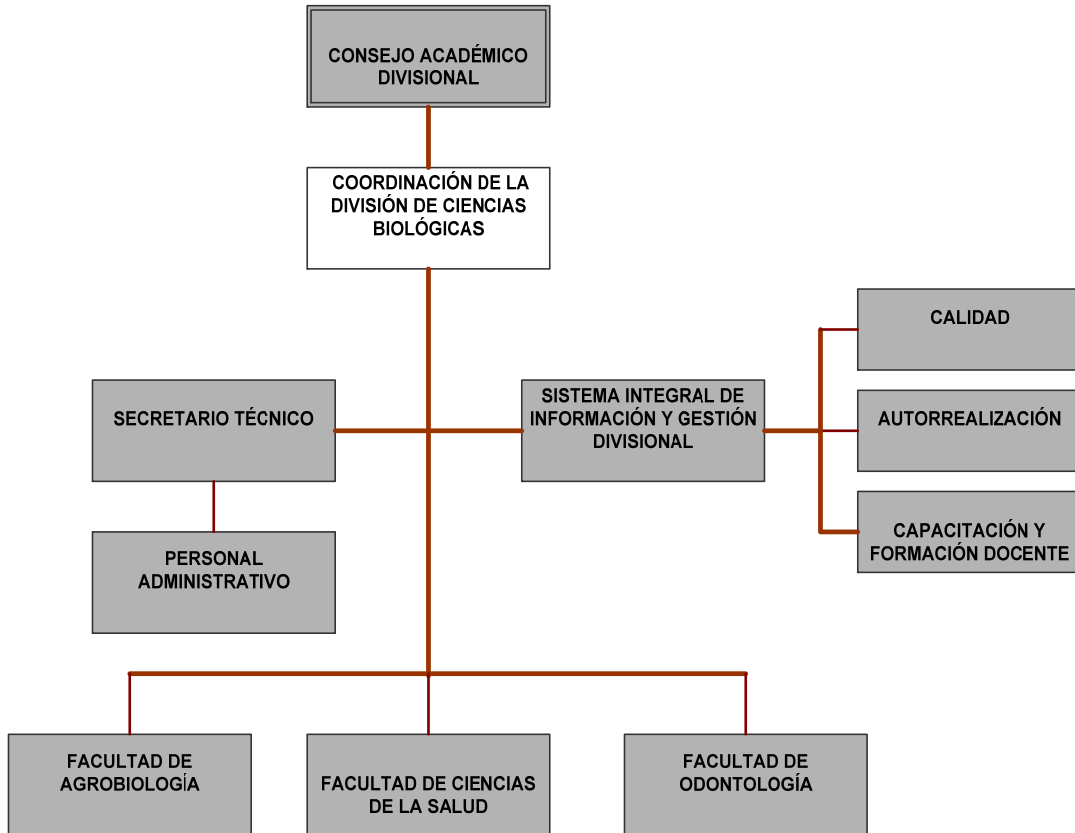 CONSEJO ACADÉMICO
DIVISIONAL
COORDINACIÓN DE LA
DIVISIÓN DE CIENCIAS
BIOLÓGICAS
SECRETARIO TÉCNICO
SISTEMA INTEGRAL DE
INFORMACIÓN Y GESTIÓN
DIVISIONAL
CALIDAD
AUTORREALIZACIÓN
CAPACITACIÓN Y
FORMACIÓN DOCENTE
PERSONAL
ADMINISTRATIVO
FACULTAD DE
AGROBIOLOGÍA
FACULTAD DE CIENCIAS
DE LA SALUD
FACULTAD DE
ODONTOLOGÍA